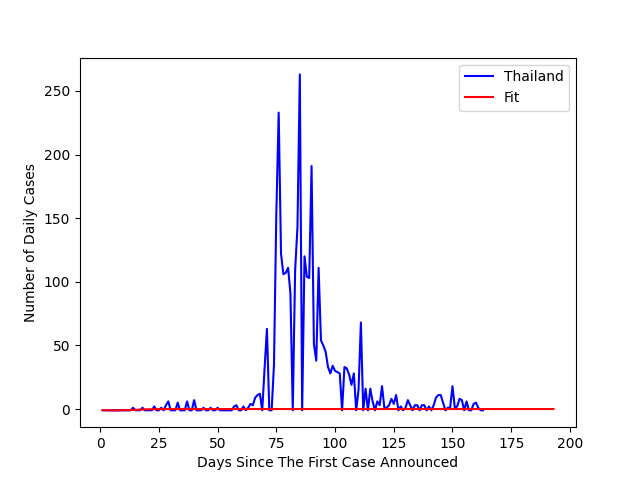 Thailand
Fit
250
200
150
100
50
0
Number of Daily Cases
0 25 50 75 100 125 150 175 200
Days Since The First Case Announced